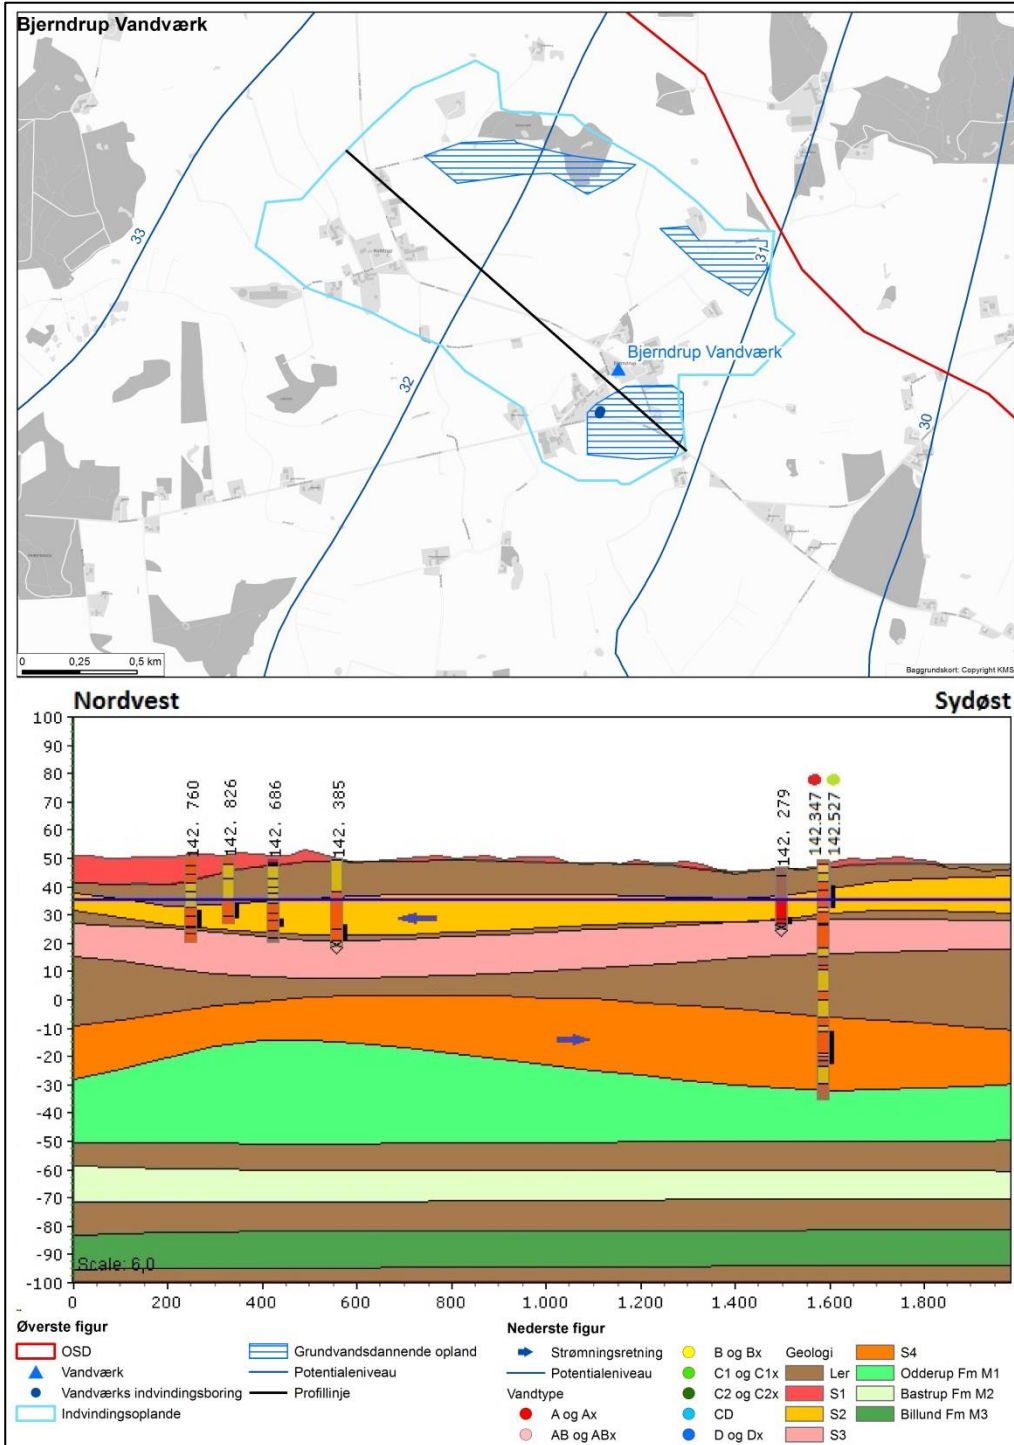 Bjerndrup Vandværk
33
32
31
30
Bjerndrup Vandværk
0 0,25 0,5 km
Baggrundskort: Copyright KMS
Nordvest Sydøst
100
90
80
70
60
50
40
30
20
10
0
-10
-20
-30
-40
-50
-60
-70
-80
-90
-100
142. 760
142. 826
142. 686
142. 385
142. 279
142.347
142.527
Scale: 6,0
0 200 400 600 800 1.000 1.200 1.400 1.600 1.800
Øverste figur
OSD
Vandværk
Vandværks indvindingsboring
Indvindingsoplande
Grundvandsdannende opland
Potentialeniveau
Profillinje
Nederste figur
Strømningsretning
Potentialeniveau
Vandtype
A og Ax
AB og ABx
B og Bx
C1 og C1x
C2 og C2x
CD
D og Dx
Geologi
Ler
S1
S2
S3
S4
Odderup Fm M1
Bastrup Fm M2
Billund Fm M3